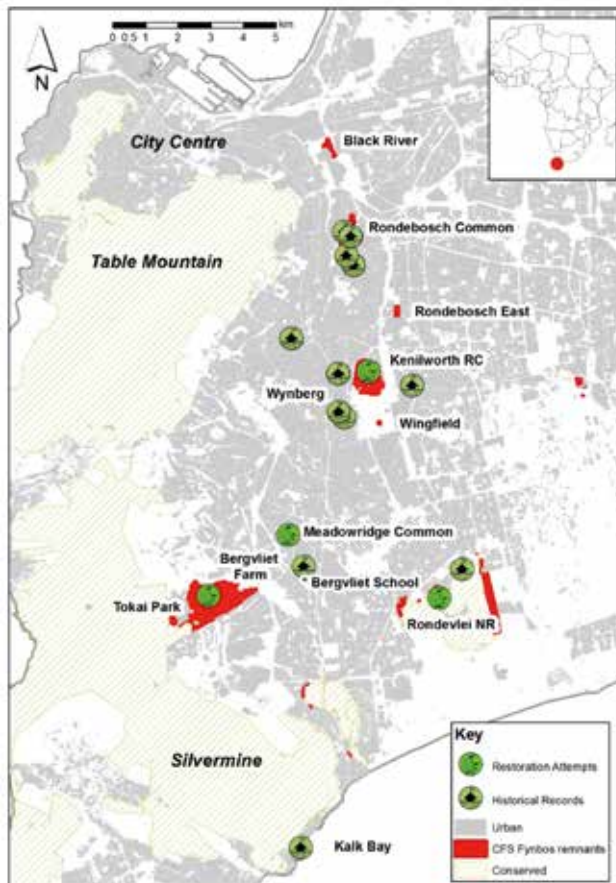 0 0.5 1 2 3 4 5
km
N
City Centre
Black River
Rondebosch Common
Table Mountain
Rondebosch East
Kenilworth RC
Wynberg
Wingfield
Meadowridge Common
Bergvliet
Farm
Bergvliet School
Tokai Park
Rondevlei NR
Silvermine
Kalk Bay
Key
Restoration Attempts
Historical Records
Urban
CFS Fynbos remnants
Conserved